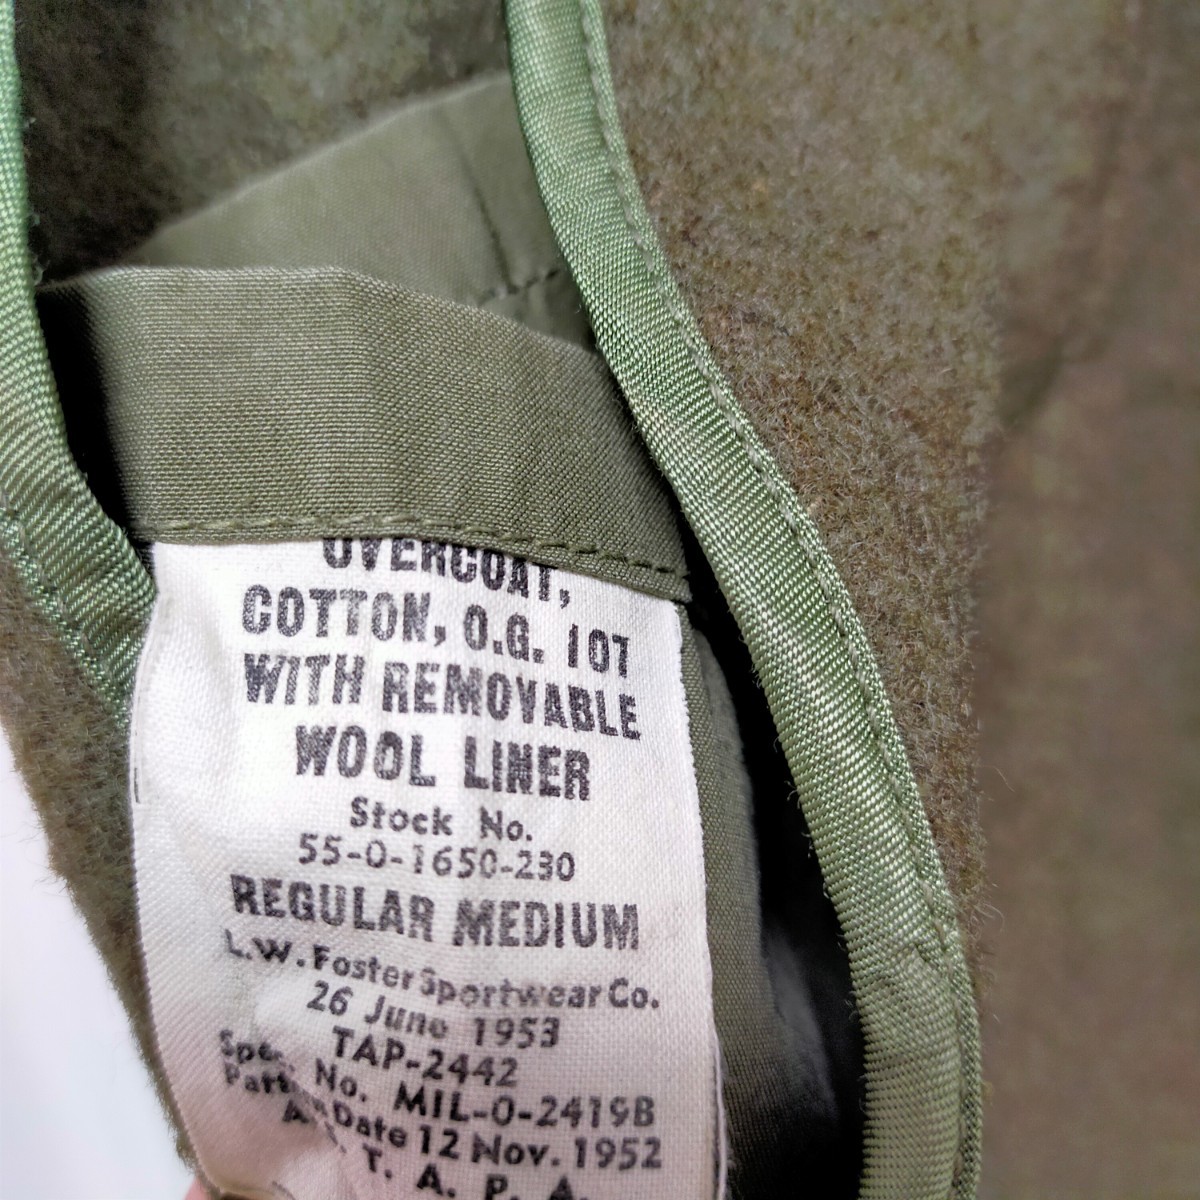 OVERCOAT,
COTTON, O.G. 107
WITH REMOVABLE
WOOL LINER
Stock No.
55-0-1650-230
REGULAR MEDIUM
L.W. Foster Sportwear Co.
26 June 1953
TAP-2442
Spec. No. MIL-O-2419B
Pattern Date 12 Nov. 1952
A. S. T. A. P. A.